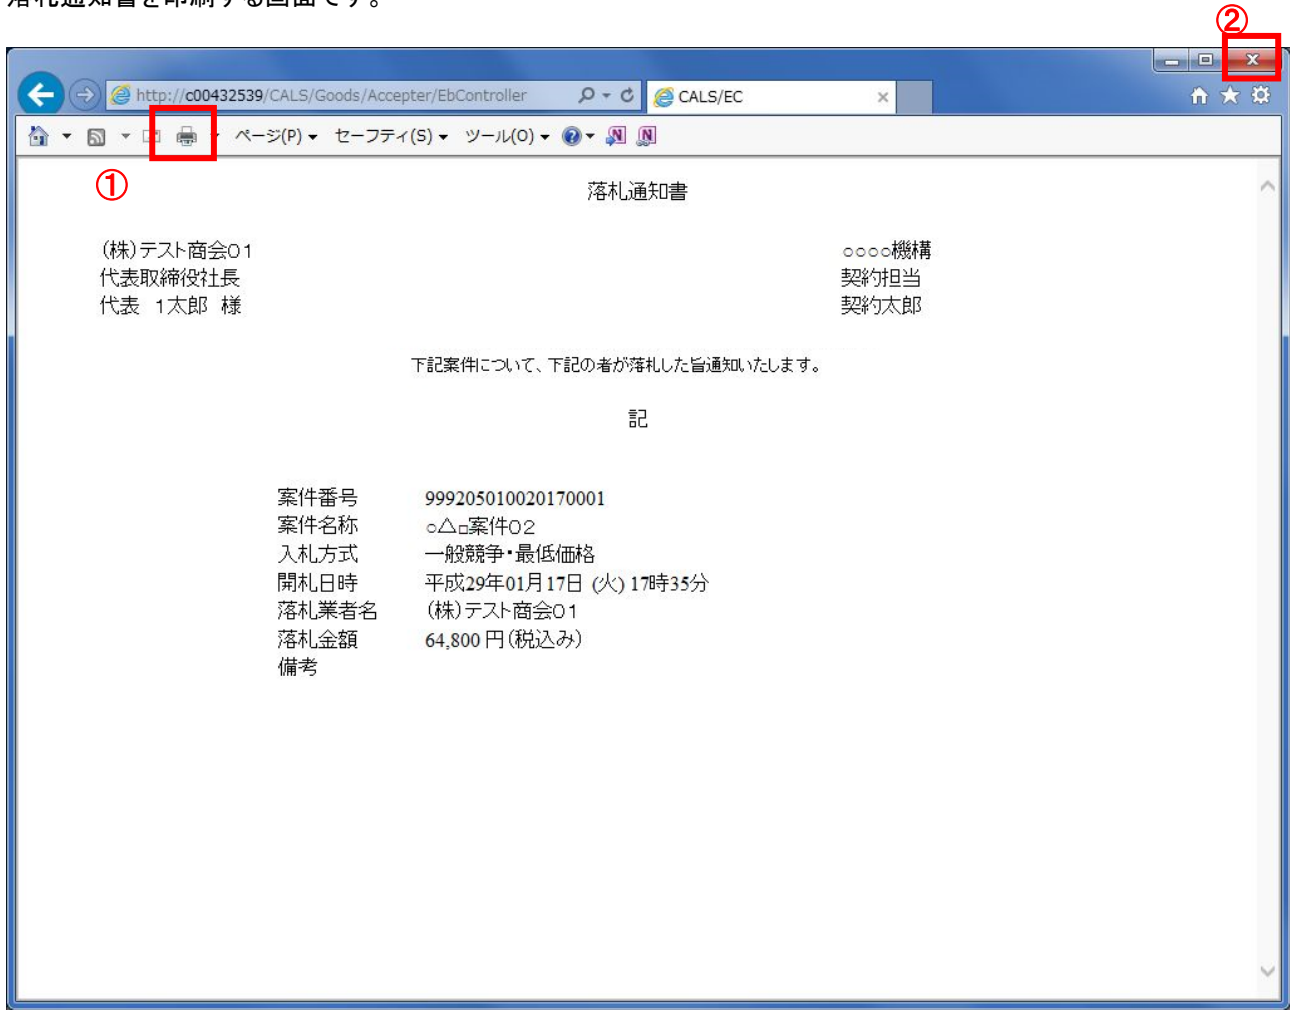 落札通知書を印刷する画面です。
②
http://c00432539/CALS/Goods/Accepter/EbController
CALS/EC
ページ(P) セーフティ(S) ツール(O)
①
落札通知書
(株)テスト商会01
代表取締役社長
代表 1太郎 様
○○○○機構
契約担当
契約太郎
下記案件について、下記の者が落札した旨通知いたします。
記
案件番号 999205010020170001
案件名称 ○△□案件02
入札方式 一般競争・最低価格
開札日時 平成29年01月17日 (火) 17時35分
落札業者名 (株)テスト商会01
落札金額 64,800 円(税込み)
備考